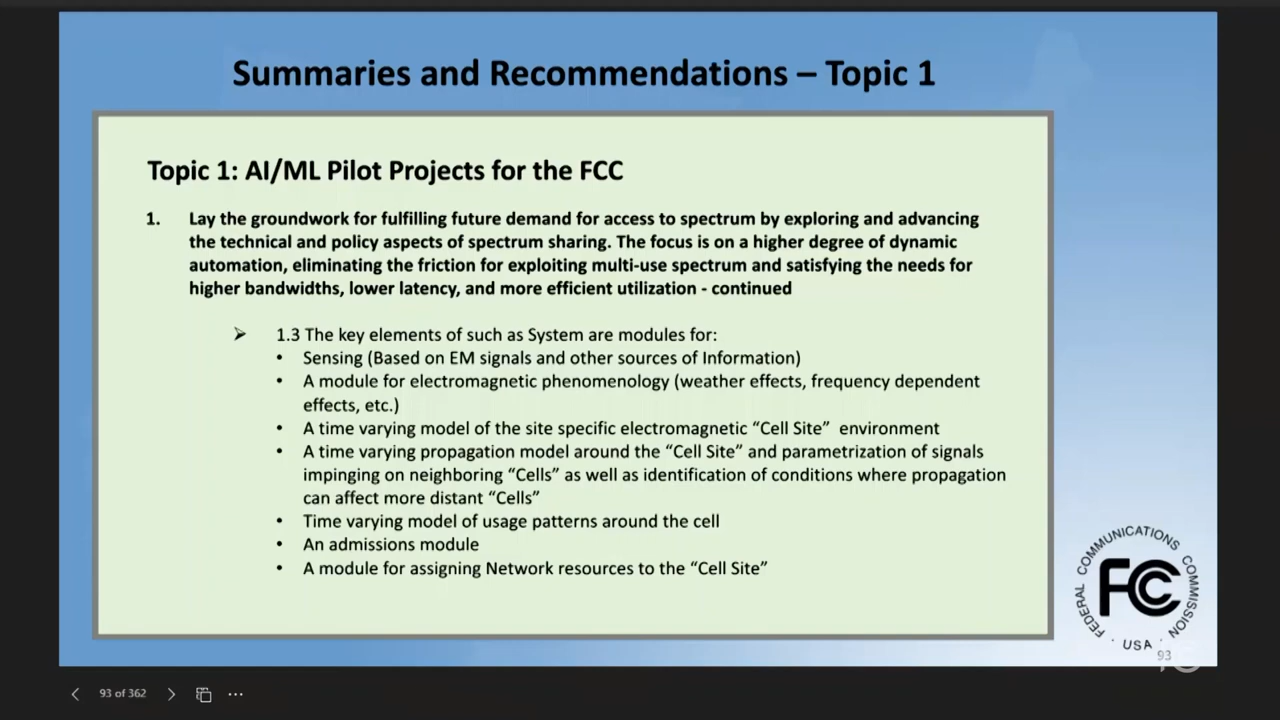 Summaries and Recommendations – Topic 1
Topic 1: AI/ML Pilot Projects for the FCC
1. Lay the groundwork for fulfilling future demand for access to spectrum by exploring and advancing
the technical and policy aspects of spectrum sharing. The focus is on a higher degree of dynamic
automation, eliminating the friction for exploiting multi-use spectrum and satisfying the needs for
higher bandwidths, lower latency, and more efficient utilization - continued
➢ 1.3 The key elements of such as System are modules for:
• Sensing (Based on EM signals and other sources of Information)
• A module for electromagnetic phenomenology (weather effects, frequency dependent
effects, etc.)
• A time varying model of the site specific electromagnetic “Cell Site” environment
• A time varying propagation model around the “Cell Site” and parametrization of signals
impinging on neighboring “Cells” as well as identification of conditions where propagation
can affect more distant “Cells”
• Time varying model of usage patterns around the cell
• An admissions module
• A module for assigning Network resources to the “Cell Site”
FEDERAL COMMUNICATIONS COMMISSION
FCC
· USA ·
93
93 of 362